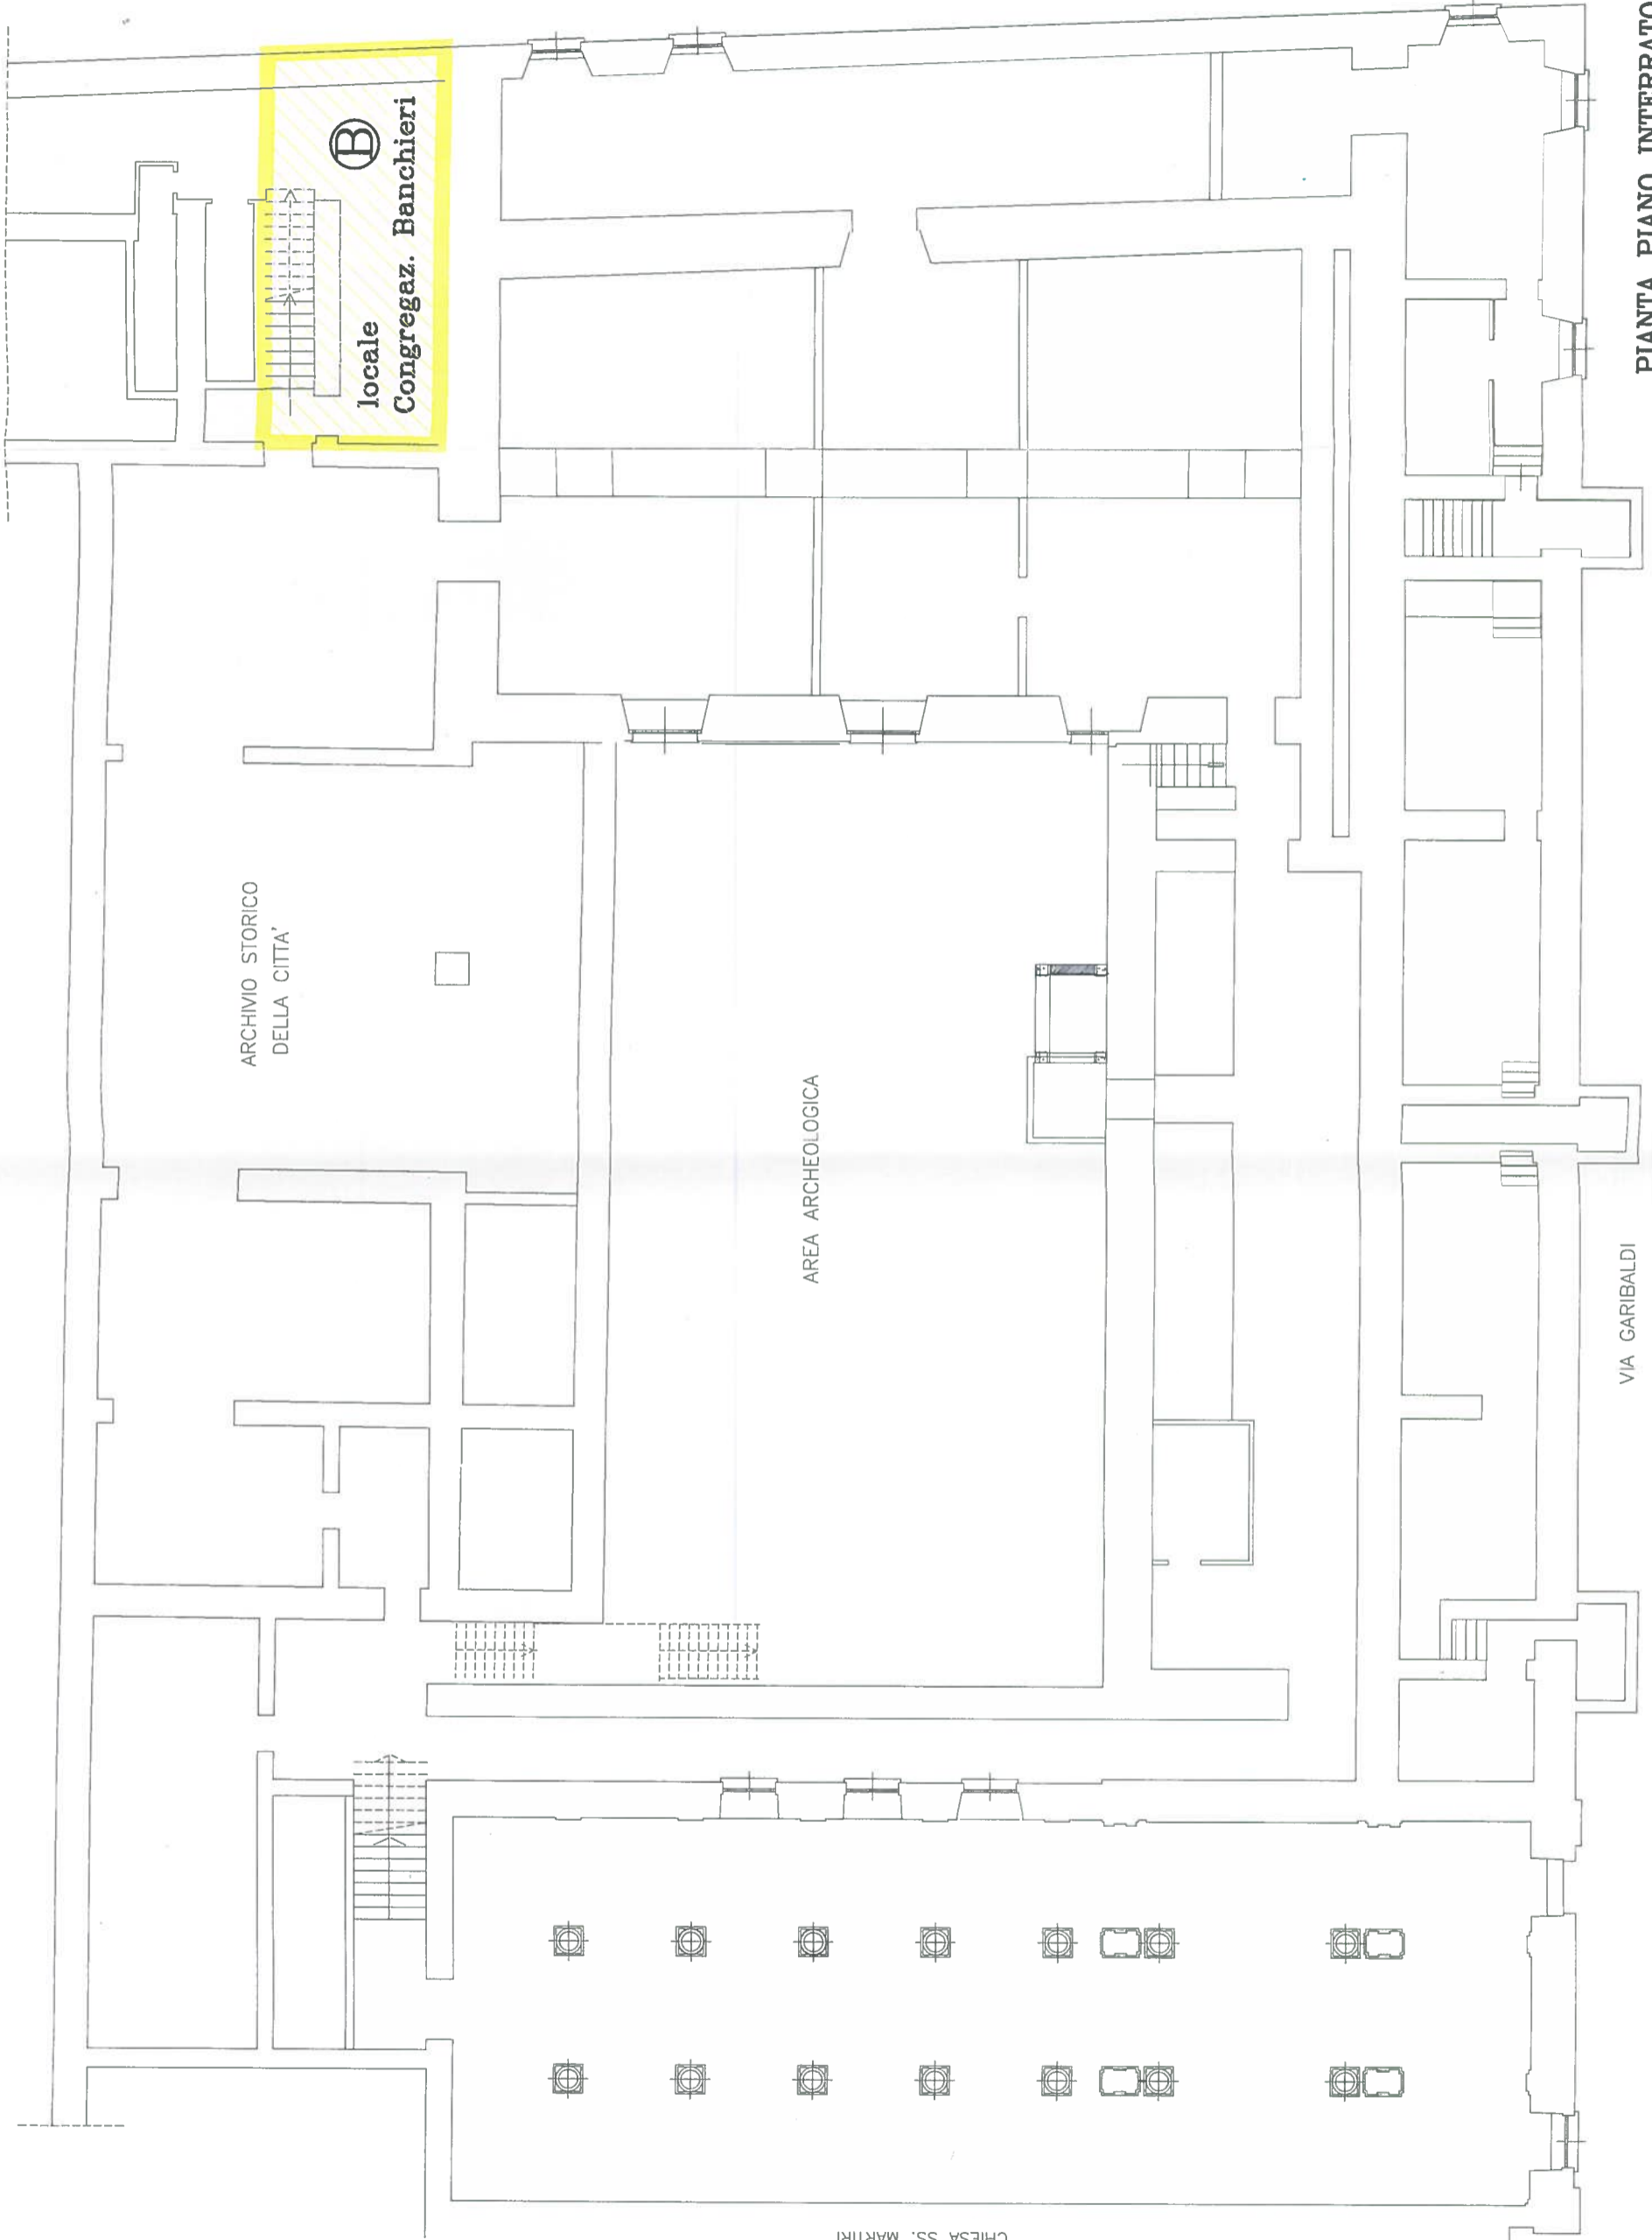 B
locale
Congregaz. Banchieri
ARCHIVIO STORICO
DELLA CITTA'
AREA ARCHEOLOGICA
VIA GARIBALDI
PIANTA PIANO INTERRATO
CHIESA SS. MARTIRI